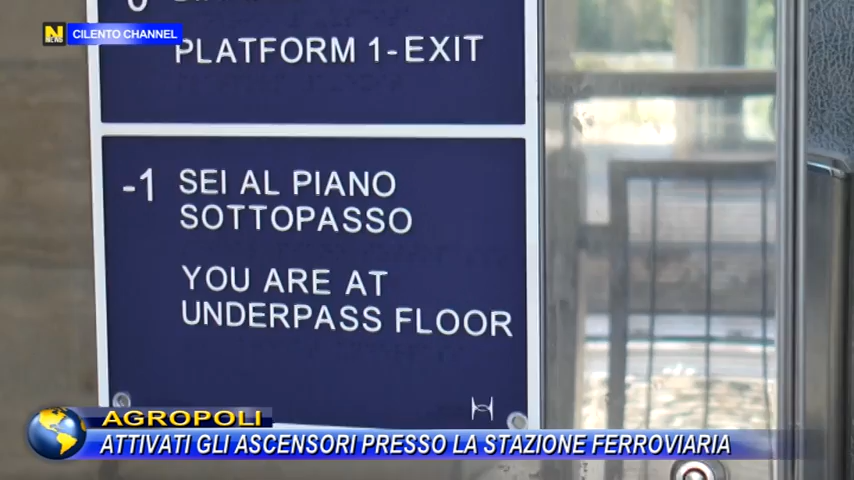 CILENTO CHANNEL
0
PLATFORM 1-EXIT
-1 SEI AL PIANO
SOTTOPASSO
YOU ARE AT
UNDERPASS FLOOR
AGROPOLI
ATTIVATI GLI ASCENSORI PRESSO LA STAZIONE FERROVIARIA